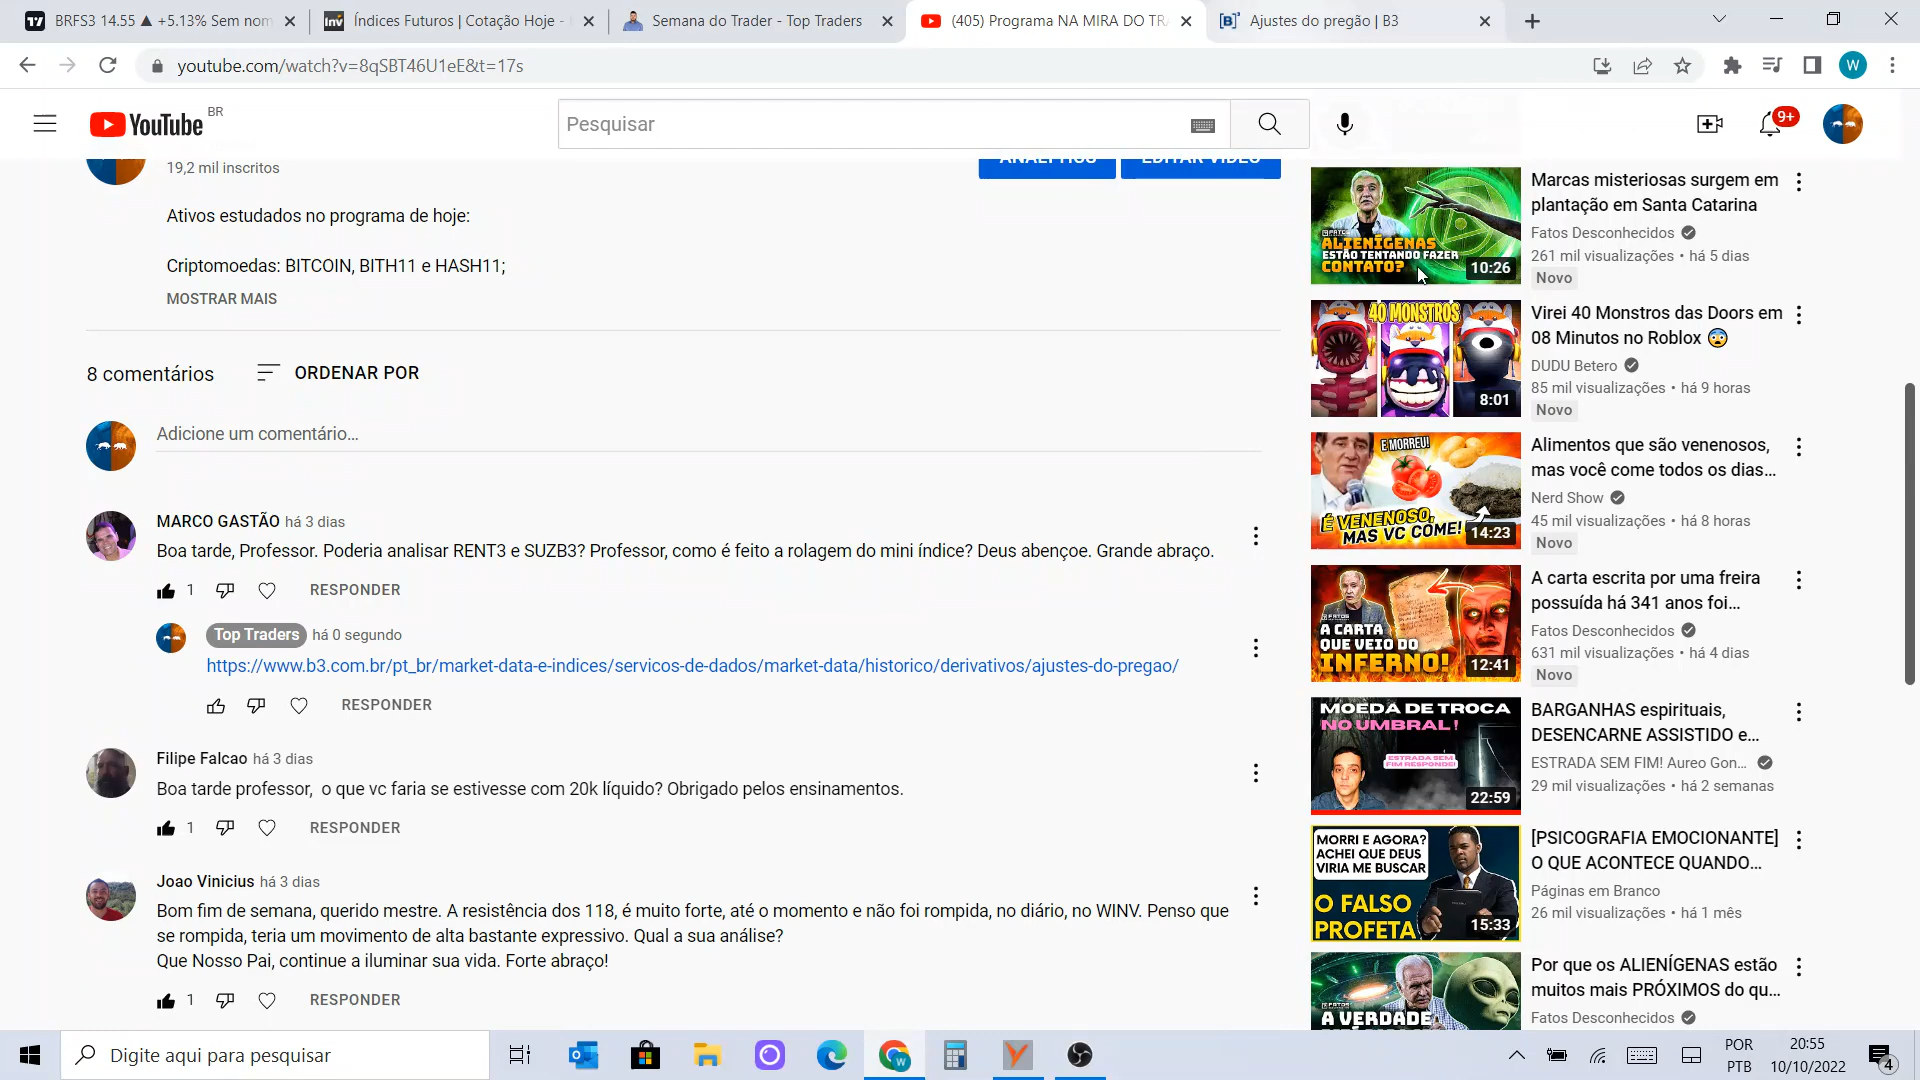 BRFS3 14.55 ▲ +5.13% Sem nom
Índices Futuros | Cotação Hoje -
Semana do Trader - Top Traders
(405) Programa NA MIRA DO TR
Ajustes do pregão | B3
youtube.com/watch?v=8qSBT46U1eE&t=17s
W
YouTube BR
Pesquisar
9+
19,2 mil inscritos
ANALYTICS
EDITAR VÍDEO
Ativos estudados no programa de hoje:
Criptomoedas: BITCOIN, BITH11 e HASH11;
MOSTRAR MAIS
8 comentários
ORDENAR POR
Adicione um comentário...
MARCO GASTÃO há 3 dias
Boa tarde, Professor. Poderia analisar RENT3 e SUZB3? Professor, como é feito a rolagem do mini índice? Deus abençoe. Grande abraço.
1 RESPONDER
Top Traders há 0 segundo
https://www.b3.com.br/pt_br/market-data-e-indices/servicos-de-dados/market-data/historico/derivativos/ajustes-do-pregao/
RESPONDER
Filipe Falcao há 3 dias
Boa tarde professor, o que vc faria se estivesse com 20k líquido? Obrigado pelos ensinamentos.
1 RESPONDER
Joao Vinicius há 3 dias
Bom fim de semana, querido mestre. A resistência dos 118, é muito forte, até o momento e não foi rompida, no diário, no WINV. Penso que
se rompida, teria um movimento de alta bastante expressivo. Qual a sua análise?
Que Nosso Pai, continue a iluminar sua vida. Forte abraço!
1 RESPONDER
ALIENÍGENAS
ESTÃO TENTANDO FAZER
CONTATO?
10:26
Marcas misteriosas surgem em
plantação em Santa Catarina
Fatos Desconhecidos
261 mil visualizações • há 5 dias
Novo
40 MONSTROS
8:01
Virei 40 Monstros das Doors em
08 Minutos no Roblox 😨
DUDU Betero
85 mil visualizações • há 9 horas
Novo
E MORREU!
É VENENOSO,
MAS VC COME!
14:23
Alimentos que são venenosos,
mas você come todos os dias...
Nerd Show
45 mil visualizações • há 8 horas
Novo
A CARTA
QUE VEIO DO
INFERNO!
12:41
A carta escrita por uma freira
possuída há 341 anos foi...
Fatos Desconhecidos
631 mil visualizações • há 4 dias
Novo
MOEDA DE TROCA
NO UMBRAL!
ESTRADA SEM
FIM RESPONDE!
22:59
BARGANHAS espirituais,
DESENCARNE ASSISTIDO e...
ESTRADA SEM FIM! Aureo Gon...
29 mil visualizações • há 2 semanas
MORRI E AGORA?
ACHEI QUE DEUS
VIRIA ME BUSCAR
O FALSO
PROFETA
15:33
[PSICOGRAFIA EMOCIONANTE]
O QUE ACONTECE QUANDO...
Páginas em Branco
26 mil visualizações • há 1 mês
A VERDADE
Por que os ALIENÍGENAS estão
muitos mais PRÓXIMOS do qu...
Fatos Desconhecidos
Digite aqui para pesquisar
POR
PTB
20:55
10/10/2022
4